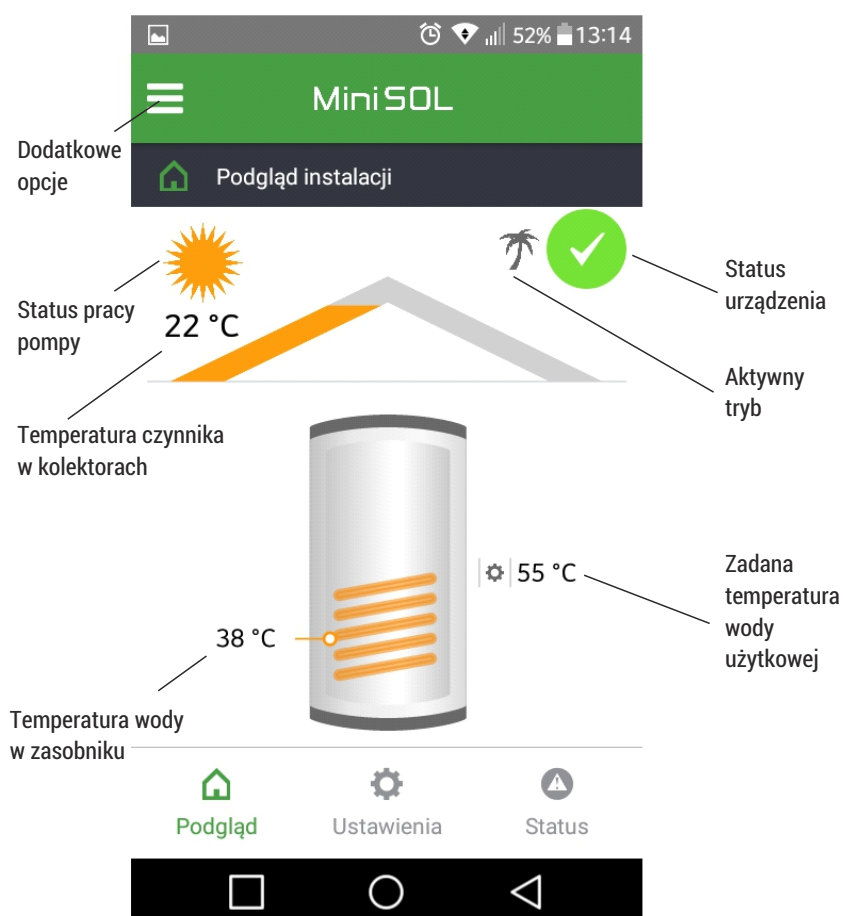 52% 13:14
MiniSOL
Dodatkowe
opcje
Podgląd instalacji
Status
urządzenia
Status pracy
pompy
22 °C
Aktywny
tryb
Temperatura czynnika
w kolektorach
55 °C
Zadana
temperatura
wody
użytkowej
38 °C
Temperatura wody
w zasobniku
Podgląd
Ustawienia
Status